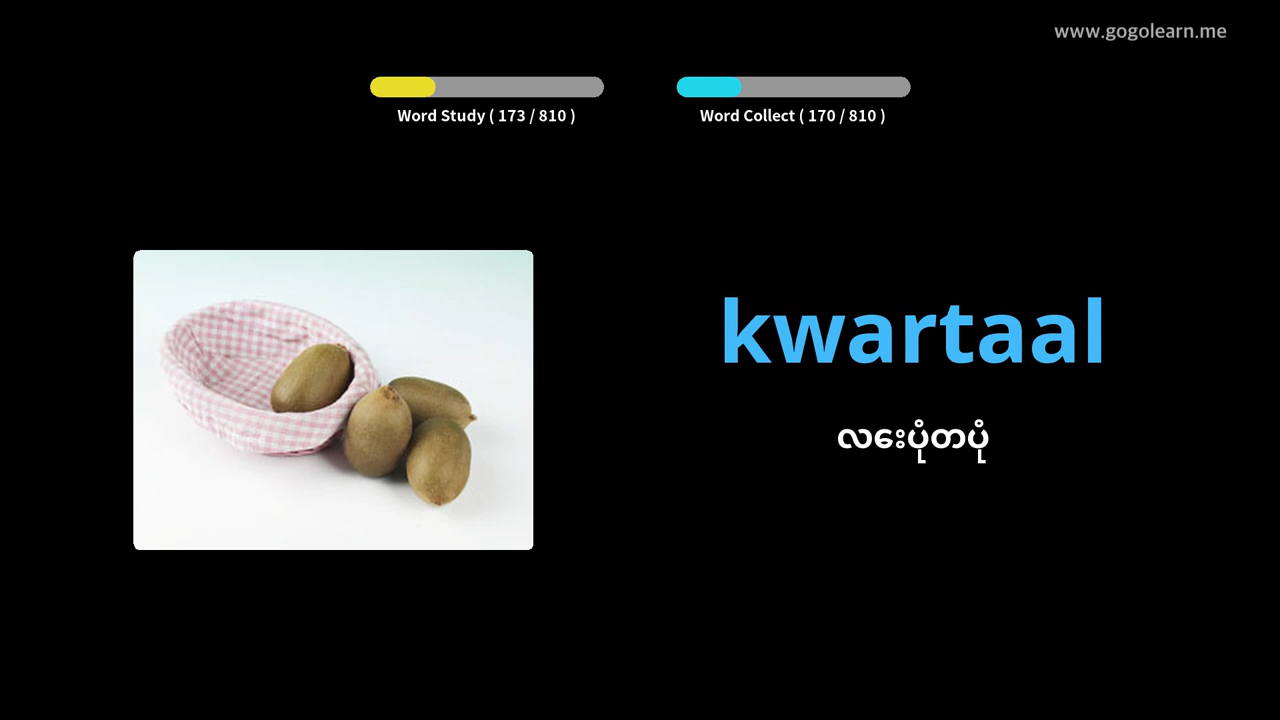 www.gogolearn.me
Word Study ( 173 / 810 )
Word Collect ( 170 / 810 )
kwartaal
လေးပုံတပုံ